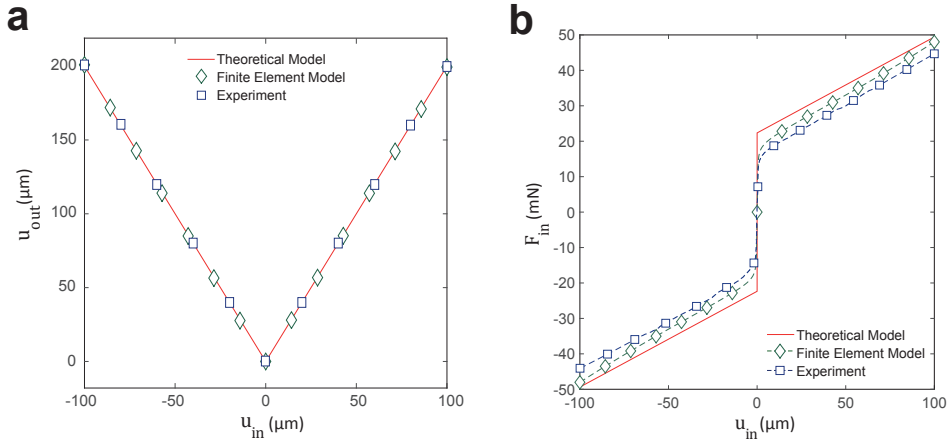 a
200
150
100
50
0
-100
-50
0
50
100
u_out(μm)
u_in (μm)
Theoretical Model
Finite Element Model
Experiment
b
50
40
30
20
10
0
-10
-20
-30
-40
-50
-100
-50
0
50
100
F_in (mN)
u_in (μm)
Theoretical Model
Finite Element Model
Experiment